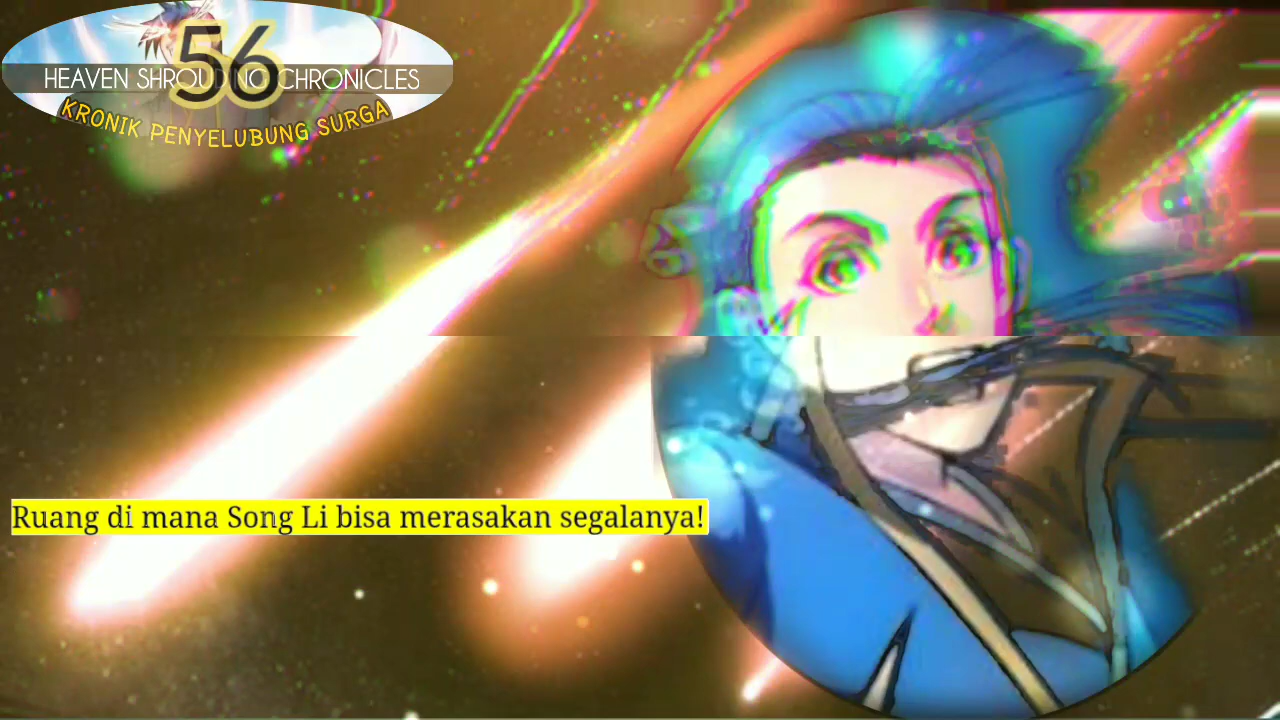 56
HEAVEN SHROUDING CHRONICLES
KRONIK PENYELUBUNG SURGA
Ruang di mana Song Li bisa merasakan segalanya!